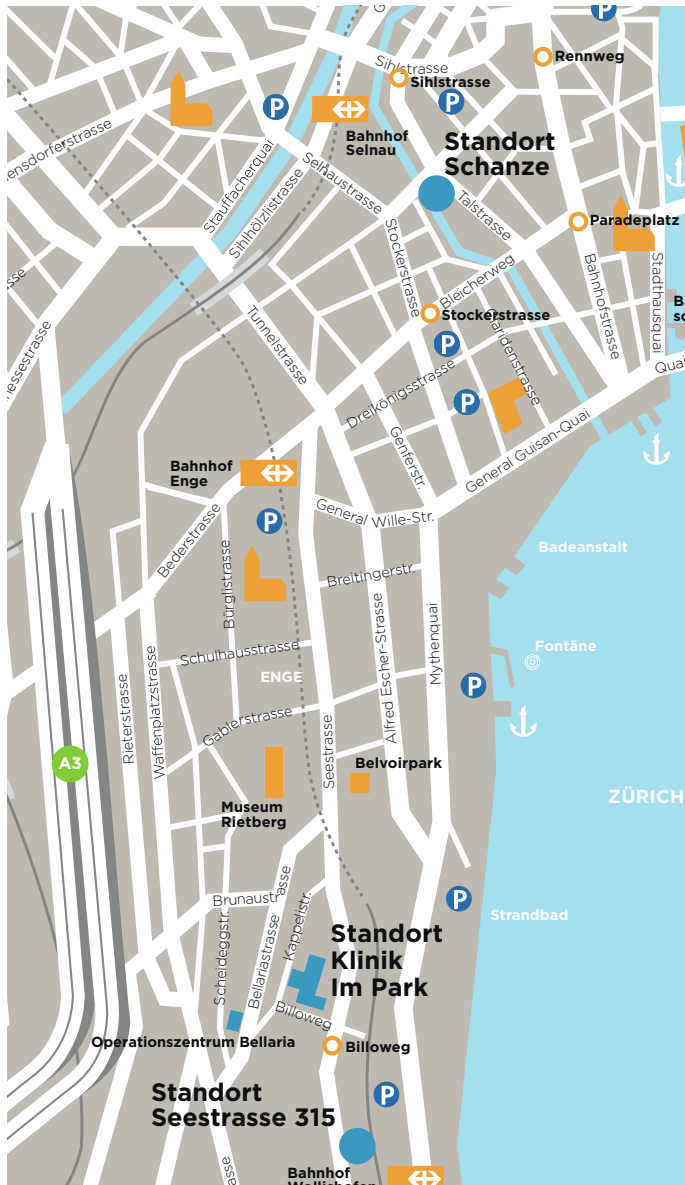 P
Rennweg
Sihlstrasse
Sihlstrasse
P
P
Bahnhof
Selnau
Standort
Schanze
ensdorferstrasse
Stauffacherquai
Sihlhölzlistrasse
Selnaustrasse
Talstrasse
Paradeplatz
Stockerstrasse
Bleicherweg
Bahnhofstrasse
Stadthausquai
Stockerstrasse
Garidenstrasse
Tunnelstrasse
P
Quai
Dreikönigsstrasse
P
Genferstr.
General Guisan-Quai
Bahnhof
Enge
General Wille-Str.
P
Bederstrasse
Bürglistrasse
Badeanstalt
Breitingerstr.
Alfred Escher-Strasse
Mythenquai
Schulhausstrasse
Fontäne
ENGE
P
Rieterstrasse
Waffenplatzstrasse
Gablerstrasse
Seestrasse
A3
Belvoirpark
Museum
Rietberg
ZÜRICH
Brunaustrasse
P
Strandbad
Scheideggstr.
Bellariastrasse
Kappelistr.
Standort
Klinik
Im Park
Billoweg
Operationszentrum Bellaria
Billoweg
Standort
Seestrasse 315
P
Bahnhof